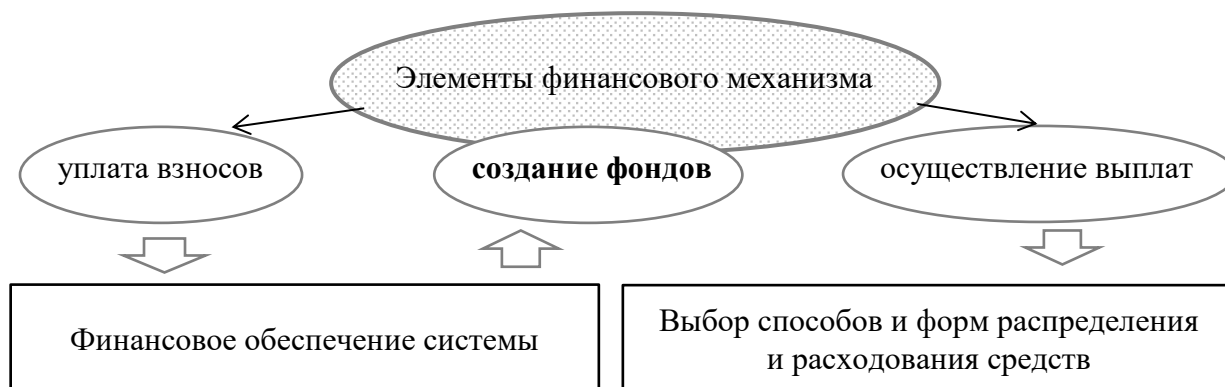 Элементы финансового механизма
уплата взносов
создание фондов
осуществление выплат
Финансовое обеспечение системы
Выбор способов и форм распределения
и расходования средств